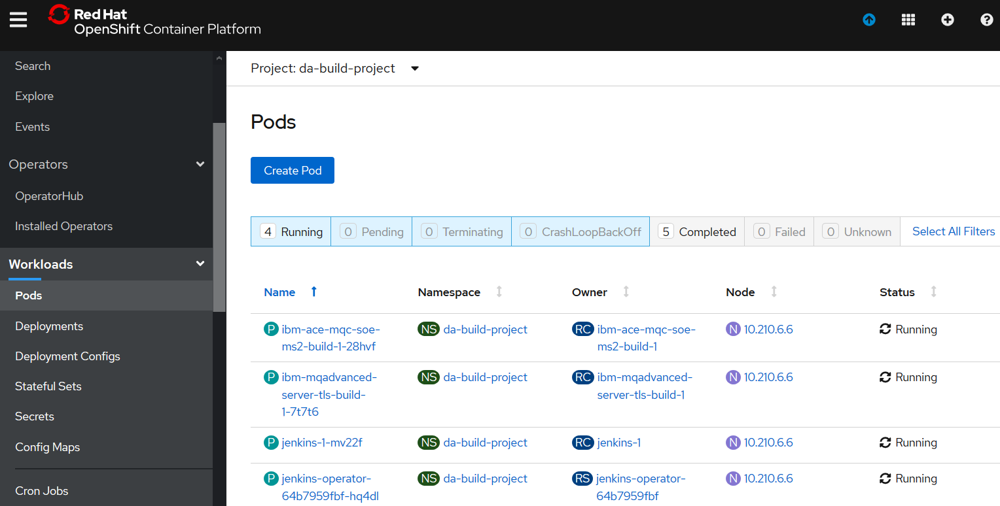 Red Hat
OpenShift Container Platform
Search
Explore
Events
Operators
OperatorHub
Installed Operators
Workloads
Pods
Deployments
Deployment Configs
Stateful Sets
Secrets
Config Maps
Cron Jobs
Project: da-build-project
Pods
Create Pod
4 Running 0 Pending 0 Terminating 0 CrashLoopBackOff 5 Completed 0 Failed 0 Unknown Select All Filters
Name Namespace Owner Node Status
P ibm-ace-mqc-soe- NS da-build-project RC ibm-ace-mqc-soe- N 10.210.6.6 Running
ms2-build-1-28hvf ms2-build-1
P ibm-mqadvanced- NS da-build-project RC ibm-mqadvanced- N 10.210.6.6 Running
server-tls-build- server-tls-build-1
1-7t7t6
P jenkins-1-mv22f NS da-build-project RC jenkins-1 N 10.210.6.6 Running
P jenkins-operator- NS da-build-project RS jenkins-operator- N 10.210.6.6 Running
64b7959fbf-hq4dl 64b7959fbf